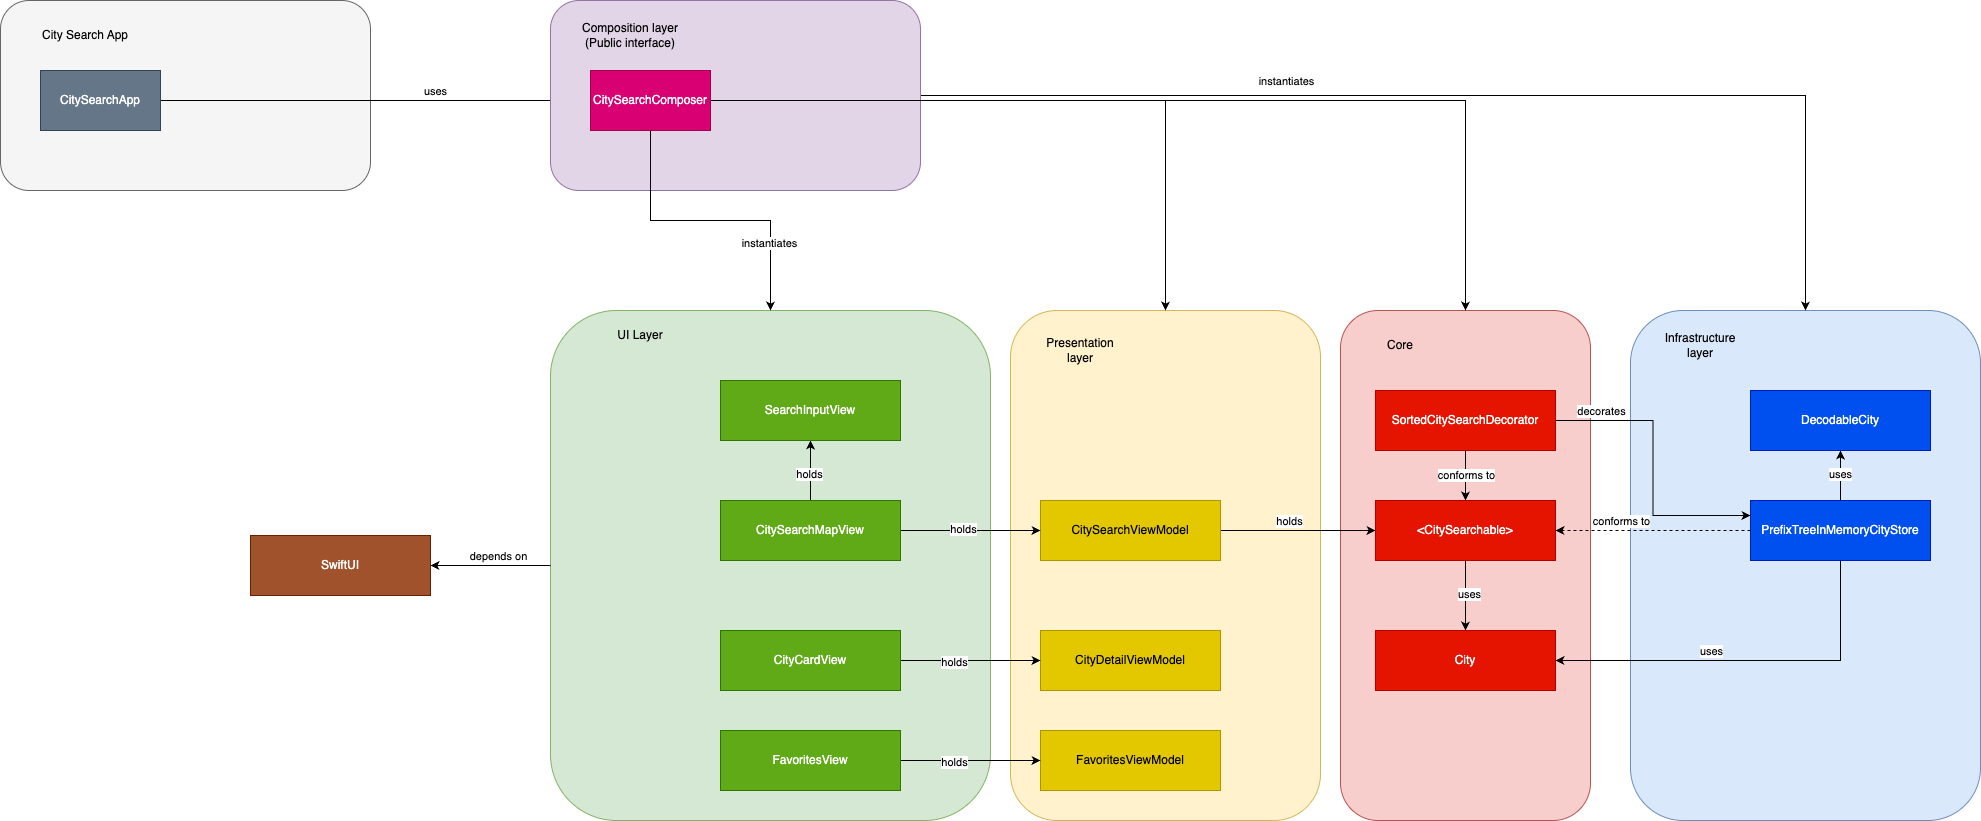 City Search App
CitySearchApp
uses
Composition layer
(Public interface)
CitySearchComposer
instantiates
instantiates
UI Layer
SearchInputView
holds
CitySearchMapView
holds
CityCardView
holds
FavoritesView
holds
SwiftUI
depends on
Presentation
layer
CitySearchViewModel
holds
CityDetailViewModel
FavoritesViewModel
Core
SortedCitySearchDecorator
decorates
conforms to
<CitySearchable>
conforms to
uses
City
uses
Infrastructure
layer
DecodableCity
uses
PrefixTreeInMemoryCityStore